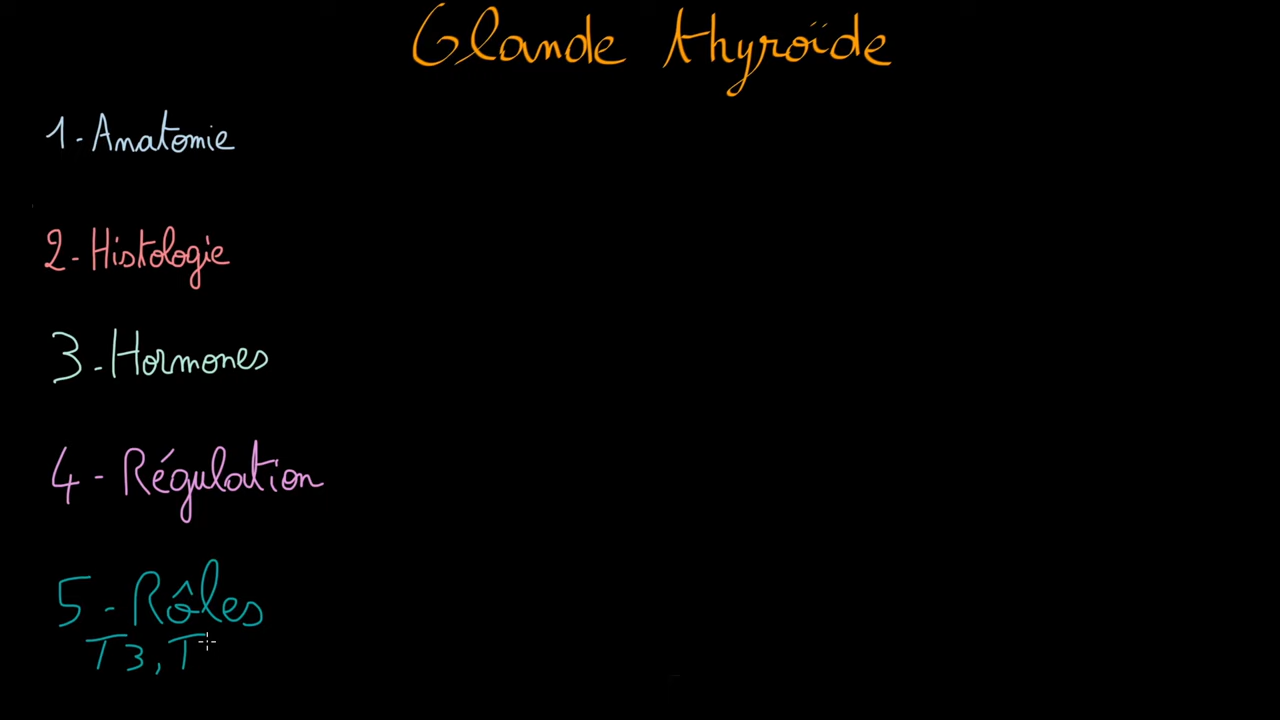 Glande thyroïde
1- Anatomie
2- Histologie
3- Hormones
4- Régulation
5- Rôles
T3, T